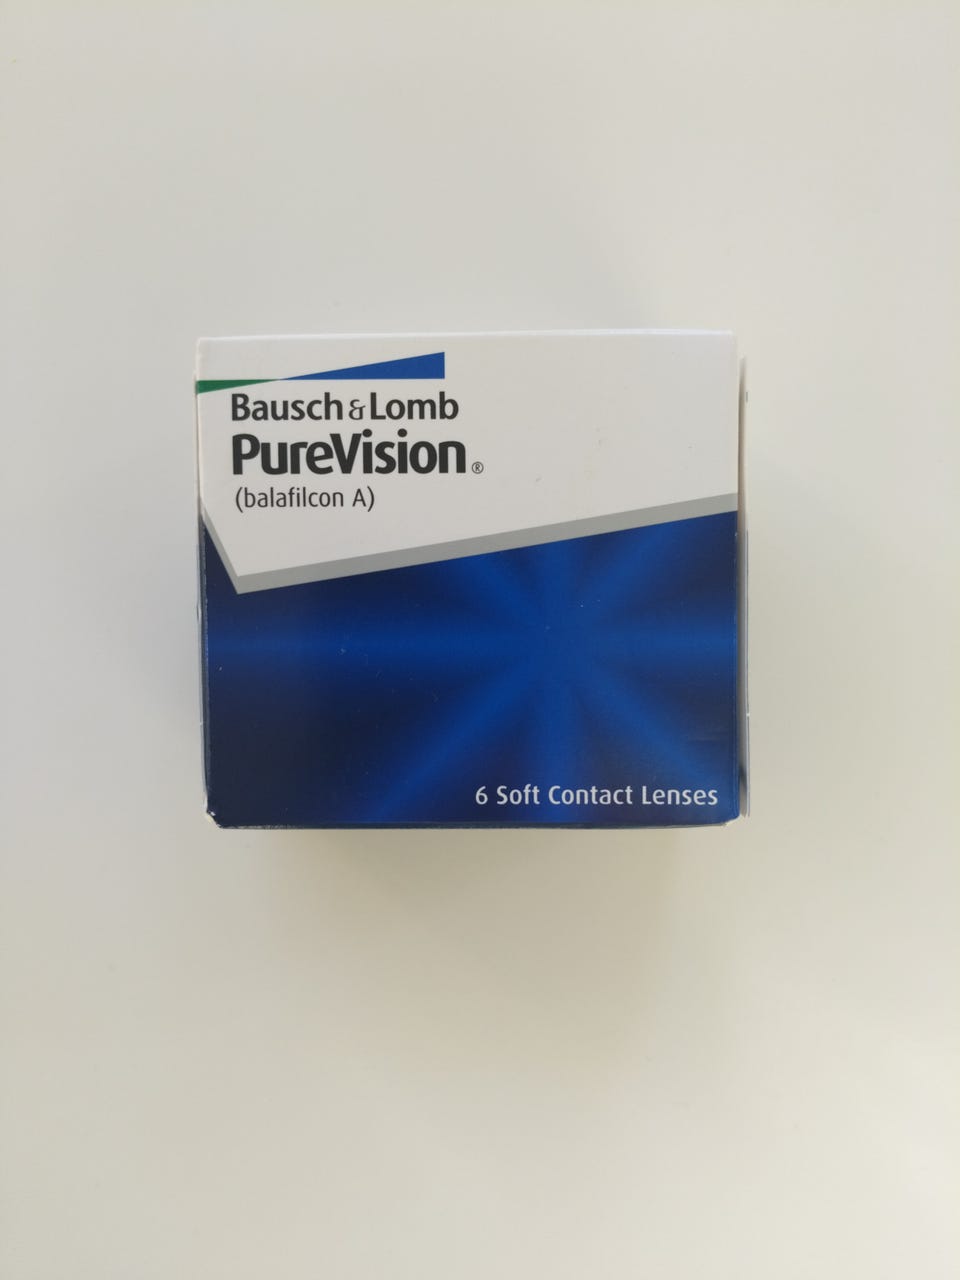 Bausch & Lomb
PureVision®
(balafilcon A)
6 Soft Contact Lenses